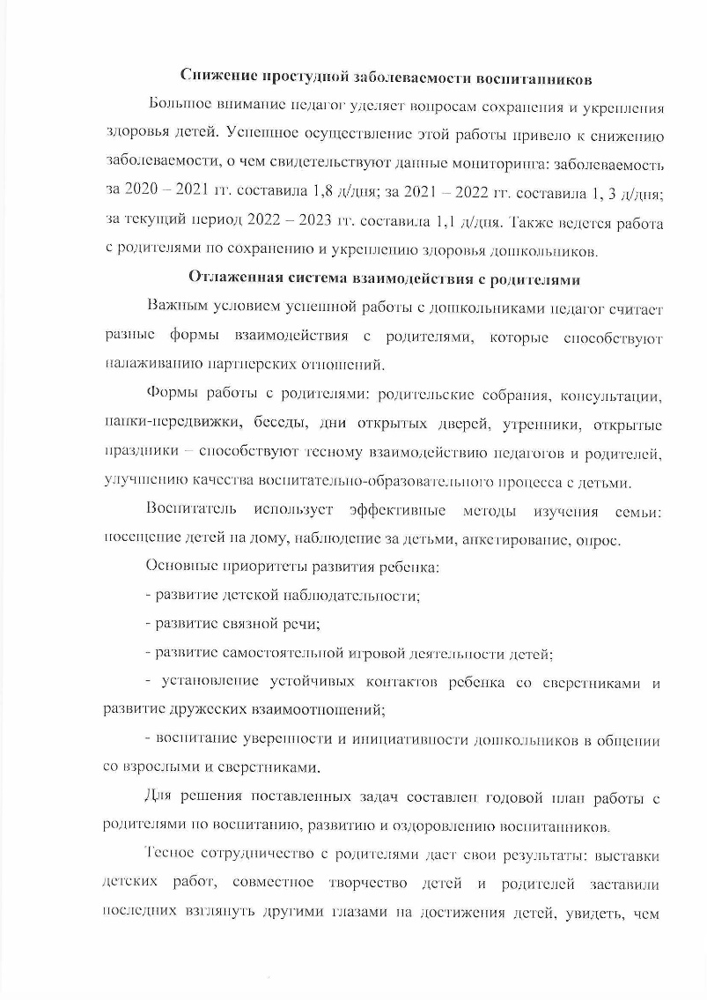 Снижение простудной заболеваемости воспитанников
Большое внимание педагог уделяет вопросам сохранения и укрепления
здоровья детей. Успешное осуществление этой работы привело к снижению
заболеваемости, о чем свидетельствуют данные мониторинга: заболеваемость
за 2020 – 2021 гг. составила 1,8 д/дня; за 2021 – 2022 гг. составила 1, 3 д/дня;
за текущий период 2022 – 2023 гг. составила 1,1 д/дня. Также ведется работа
с родителями по сохранению и укреплению здоровья дошкольников.
Отлаженная система взаимодействия с родителями
Важным условием успешной работы с дошкольниками педагог считает
разные формы взаимодействия с родителями, которые способствуют
налаживанию партнерских отношений.
Формы работы с родителями: родительские собрания, консультации,
папки-передвижки, беседы, дни открытых дверей, утренники, открытые
праздники – способствуют тесному взаимодействию педагогов и родителей,
улучшению качества воспитательно-образовательного процесса с детьми.
Воспитатель использует эффективные методы изучения семьи:
посещение детей на дому, наблюдение за детьми, анкетирование, опрос.
Основные приоритеты развития ребенка:
- развитие детской наблюдательности;
- развитие связной речи;
- развитие самостоятельной игровой деятельности детей;
- установление устойчивых контактов ребенка со сверстниками и
развитие дружеских взаимоотношений;
- воспитание уверенности и инициативности дошкольников в общении
со взрослыми и сверстниками.
Для решения поставленных задач составлен годовой план работы с
родителями по воспитанию, развитию и оздоровлению воспитанников.
Тесное сотрудничество с родителями дает свои результаты: выставки
детских работ, совместное творчество детей и родителей заставили
последних взглянуть другими глазами на достижения детей, увидеть, чем